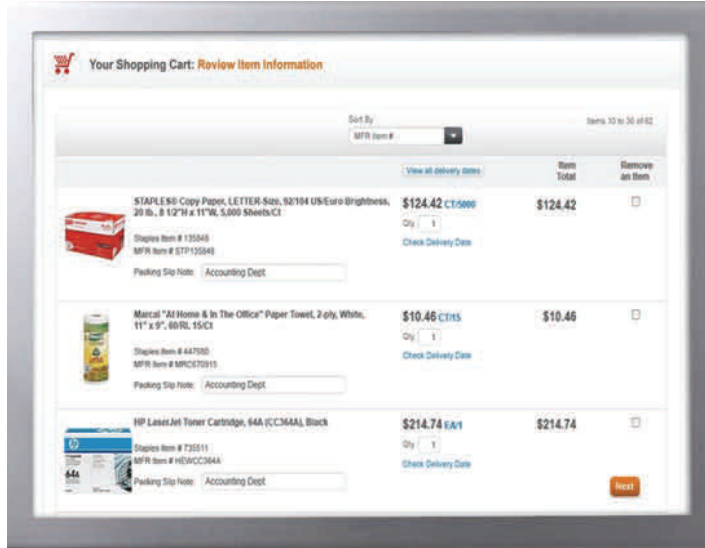 Your Shopping Cart: Review Item Information
Sort By
MFR Item #
Items 10 to 30 of 62
View all delivery dates
Item Total
Remove an Item
STAPLES® Copy Paper, LETTER-Size, 92/104 US/Euro Brightness,
20 lb., 8 1/2"H x 11"W, 5,000 Sheets/Ct
$124.42 CT/5000
$124.42
Qty 1
Staples Item # 135848
MFR Item # STP135848
Check Delivery Date
Packing Slip Note Accounting Dept
Marcal "At Home & In The Office" Paper Towel, 2-ply, White,
11" x 9", 60/RL 15/Ct
$10.46 CT/15
$10.46
Qty 1
Staples Item # 447980
MFR Item # MRC670915
Check Delivery Date
Packing Slip Note Accounting Dept
HP LaserJet Toner Cartridge, 64A (CC364A), Black
$214.74 EA/1
$214.74
Qty 1
Staples Item # 735511
MFR Item # HEWCC364A
Check Delivery Date
64A
Packing Slip Note Accounting Dept
Next